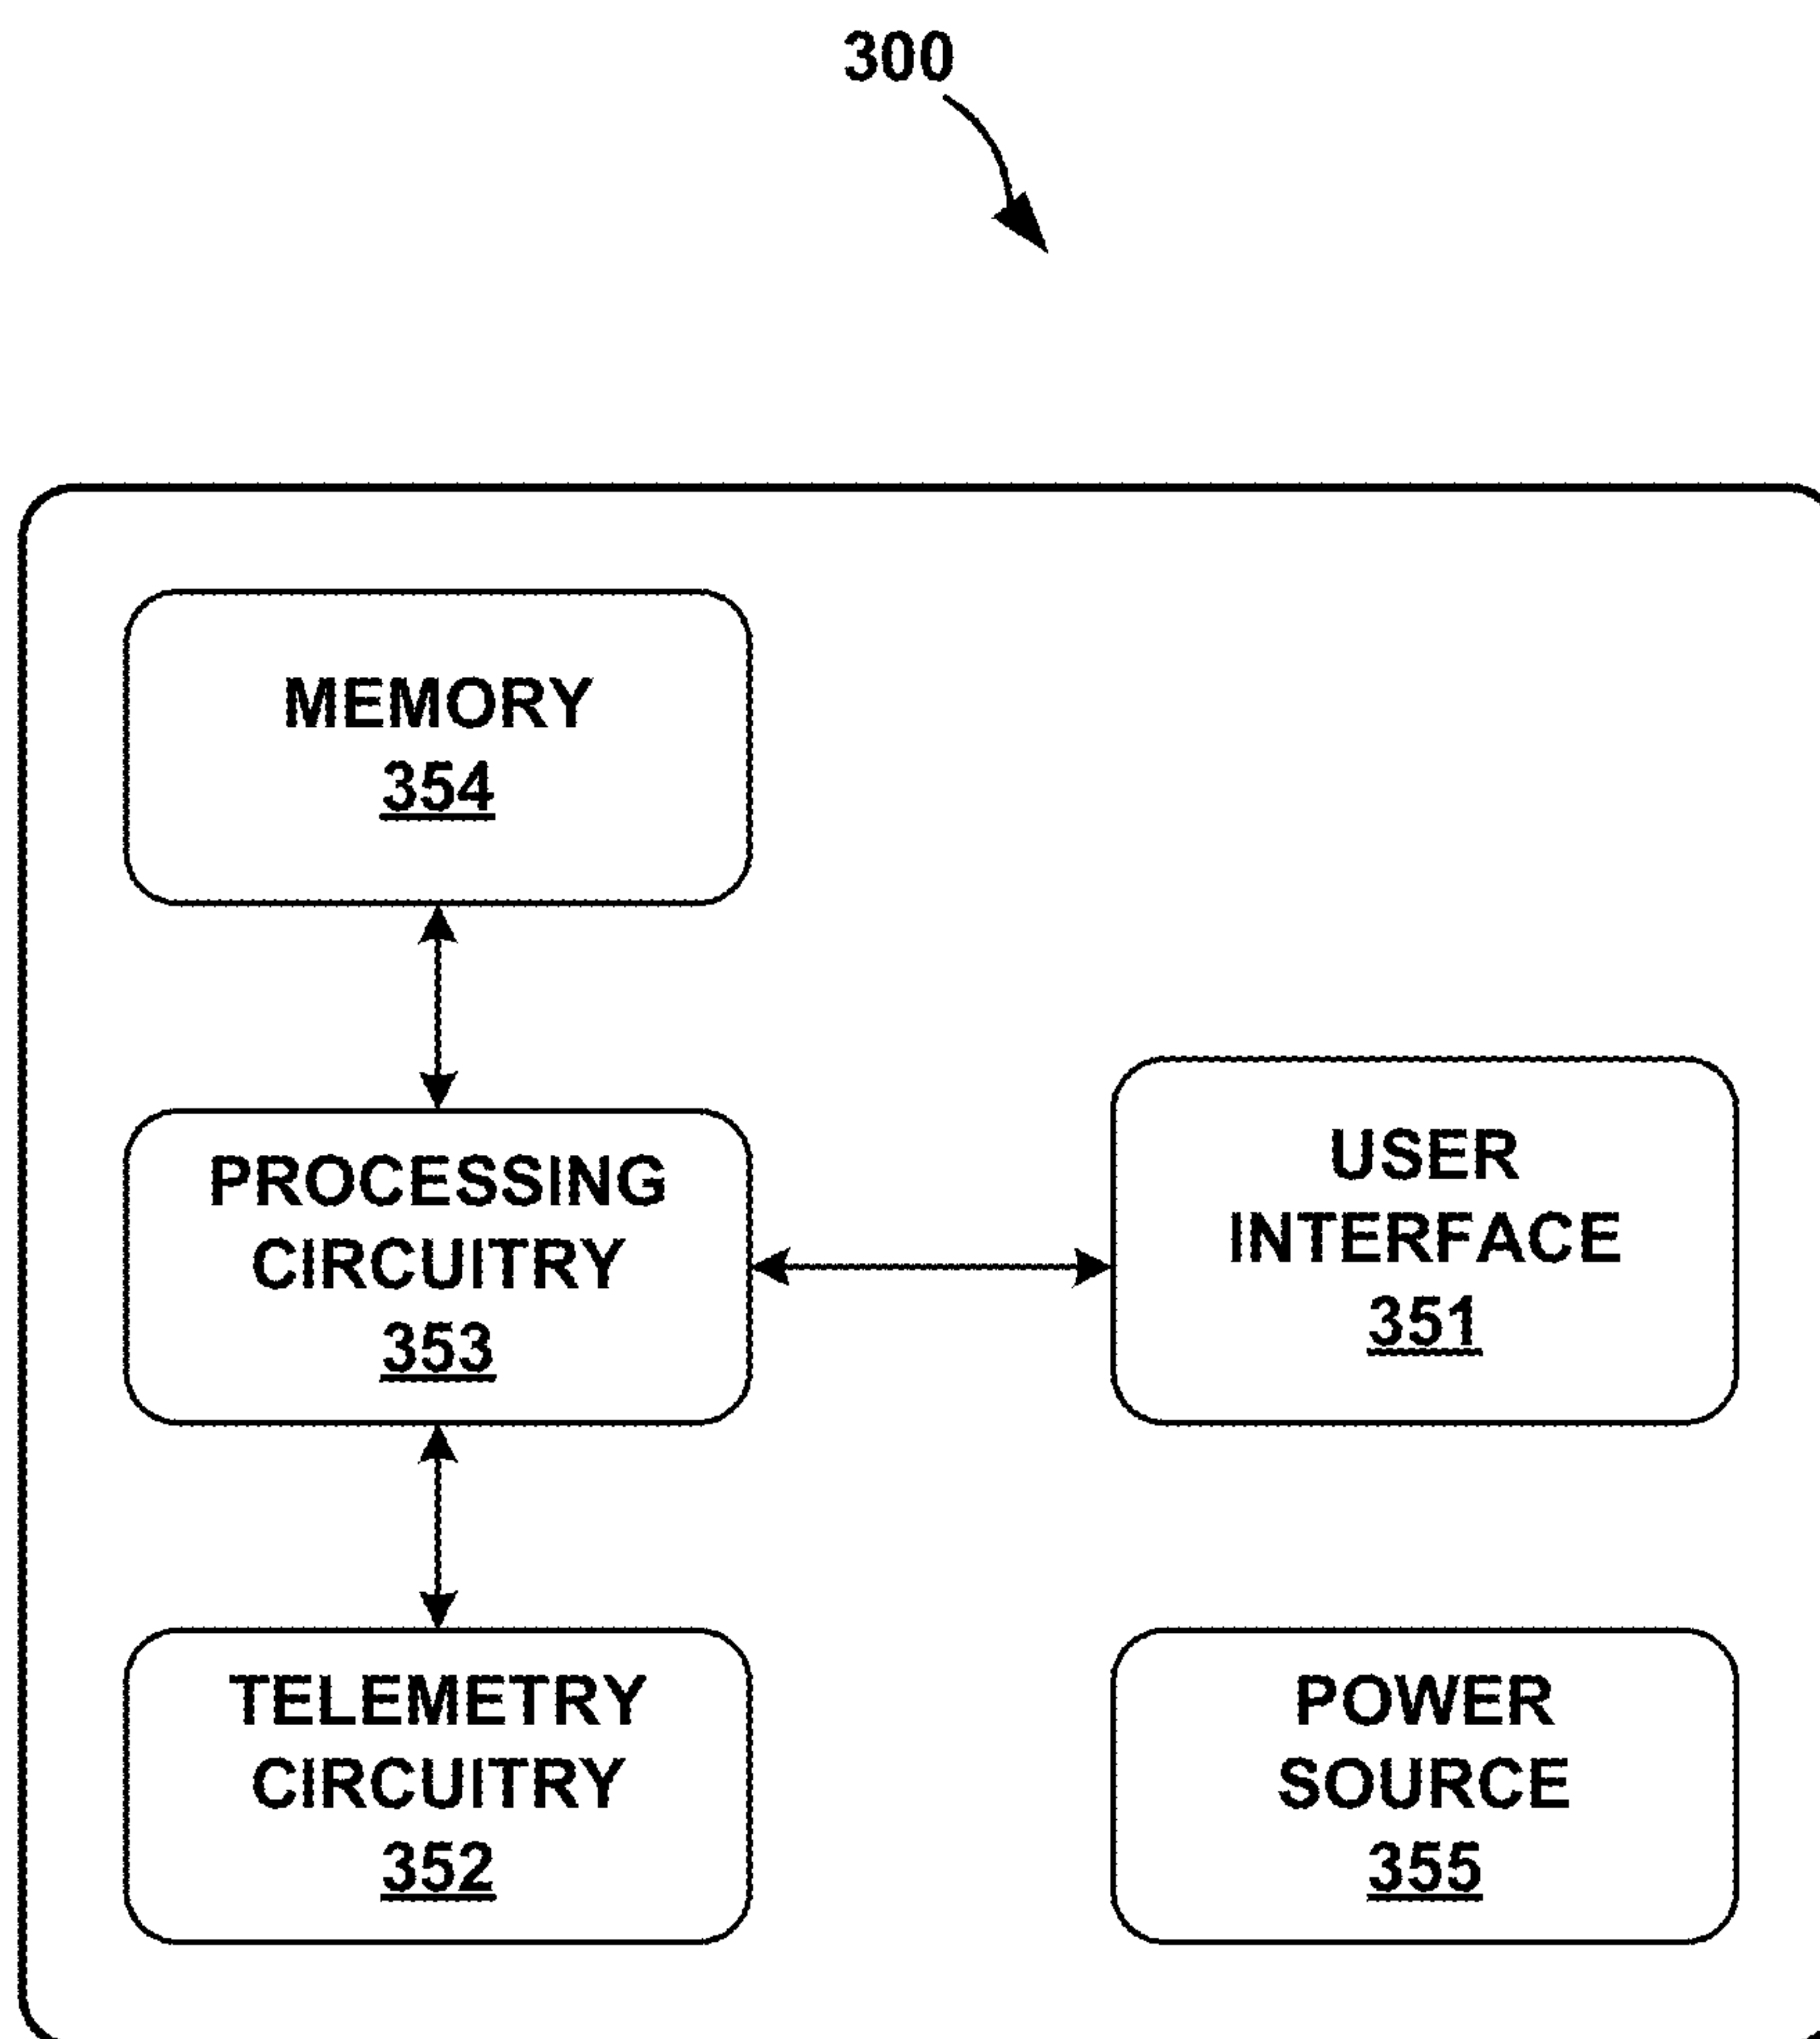 300
MEMORY
354
PROCESSING
CIRCUITRY
353
USER
INTERFACE
351
TELEMETRY
CIRCUITRY
352
POWER
SOURCE
355